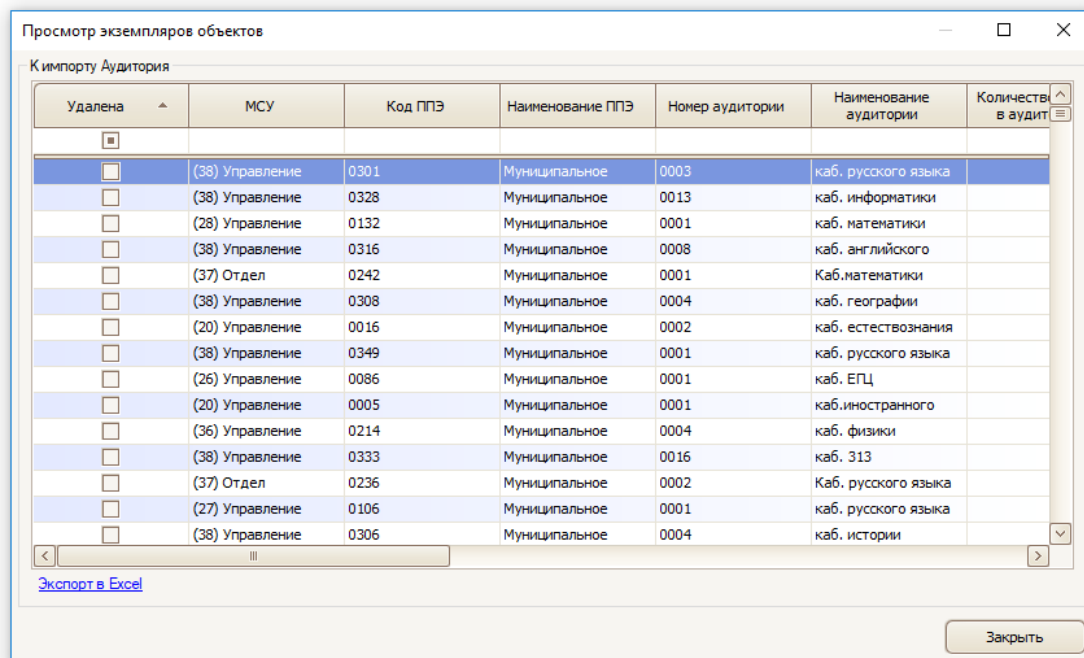 Просмотр экземпляров объектов
К импорту Аудитория
Удалена МСУ Код ППЭ Наименование ППЭ Номер аудитории Наименование аудитории Количество в аудит
(38) Управление 0301 Муниципальное 0003 каб. русского языка
(38) Управление 0328 Муниципальное 0013 каб. информатики
(28) Управление 0132 Муниципальное 0001 каб. математики
(38) Управление 0316 Муниципальное 0008 каб. английского
(37) Отдел 0242 Муниципальное 0001 Каб.математики
(38) Управление 0308 Муниципальное 0004 каб. географии
(20) Управление 0016 Муниципальное 0002 каб. естествознания
(38) Управление 0349 Муниципальное 0001 каб. русского языка
(26) Управление 0086 Муниципальное 0001 каб. ЕГЦ
(20) Управление 0005 Муниципальное 0001 каб.иностранного
(36) Управление 0214 Муниципальное 0004 каб. физики
(38) Управление 0333 Муниципальное 0016 каб. 313
(37) Отдел 0236 Муниципальное 0002 Каб. русского языка
(27) Управление 0106 Муниципальное 0001 каб. русского языка
(38) Управление 0306 Муниципальное 0004 каб. истории
Экспорт в Excel
Закрыть